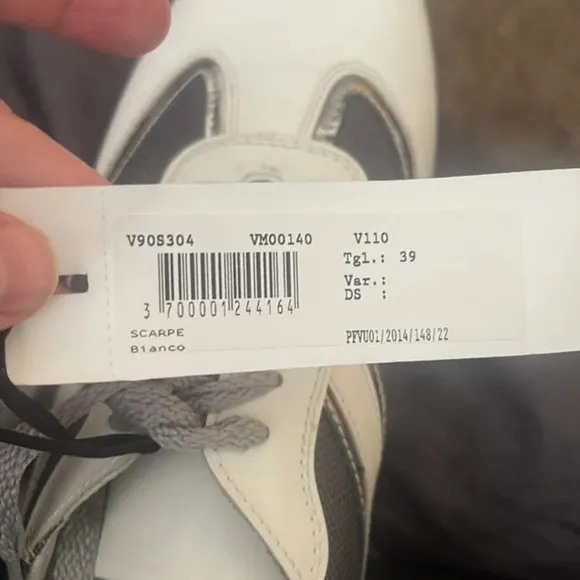 V90S304 VM00140 V110
Tgl.: 39
Var.:
DS :
3 700001 244164
SCARPE
Bianco
PFVU01/2014/148/22